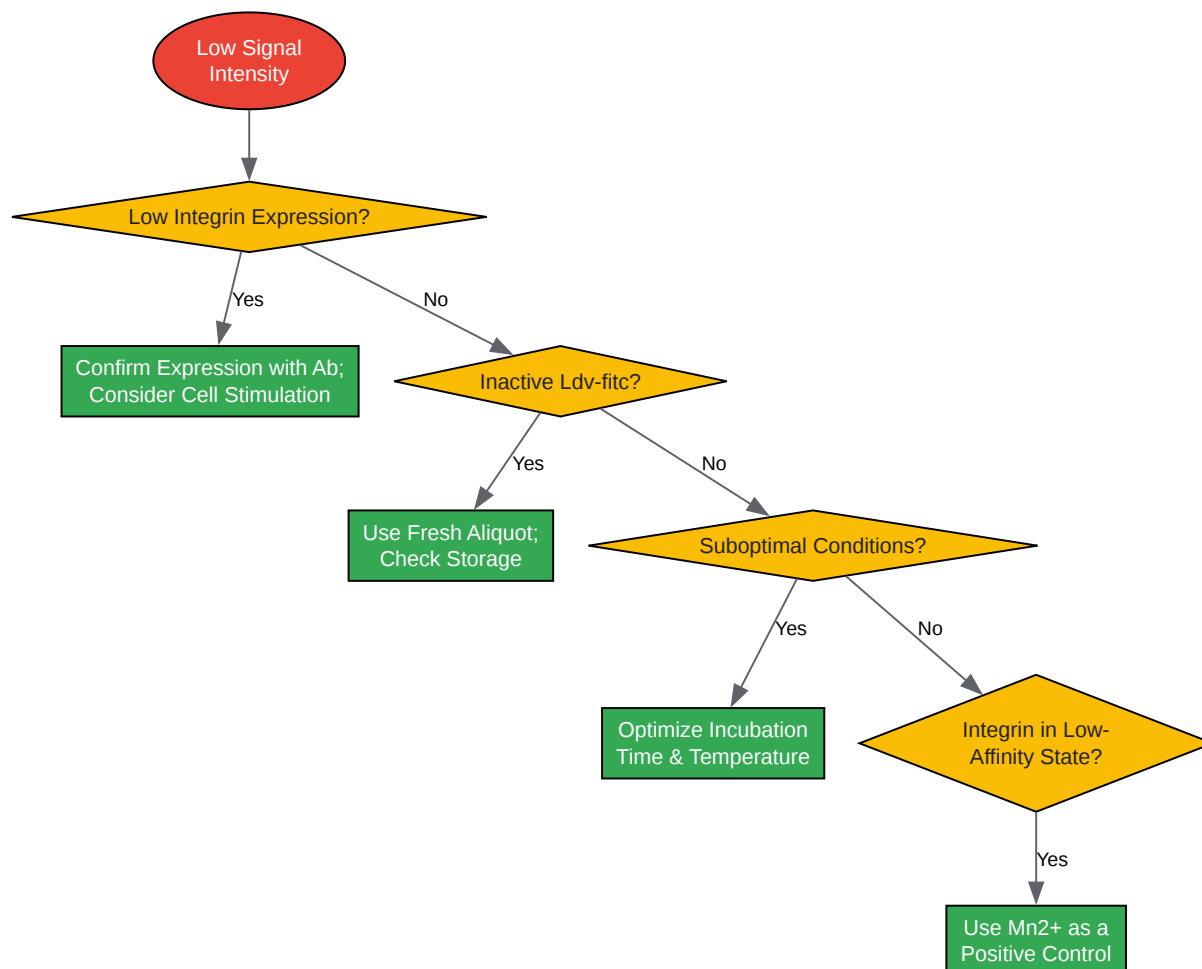 Low Signal
Intensity
Low Integrin Expression?
Yes
No
Confirm Expression with Ab;
Consider Cell Stimulation
Inactive Ldv-fitc?
Yes
No
Use Fresh Aliquot;
Check Storage
Suboptimal Conditions?
Yes
No
Optimize Incubation
Time & Temperature
Integrin in Low-
Affinity State?
Yes
Use Mn2+ as a
Positive Control